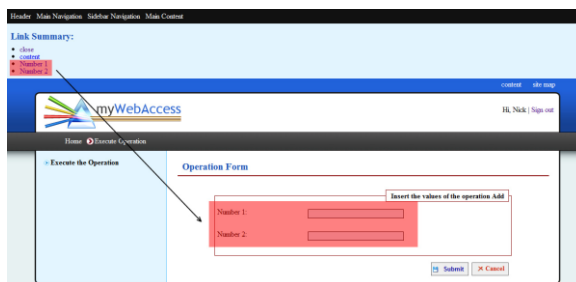 Header Main Navigation Sidebar Navigation Main Content
Link Summary:
close
content
Number 1
Number 2
content site map
myWebAccess
Hi, Nick | Sign out
Home Execute Operation
Execute the Operation
Operation Form
Insert the values of the operation Add
Number 1:
Number 2:
Submit Cancel